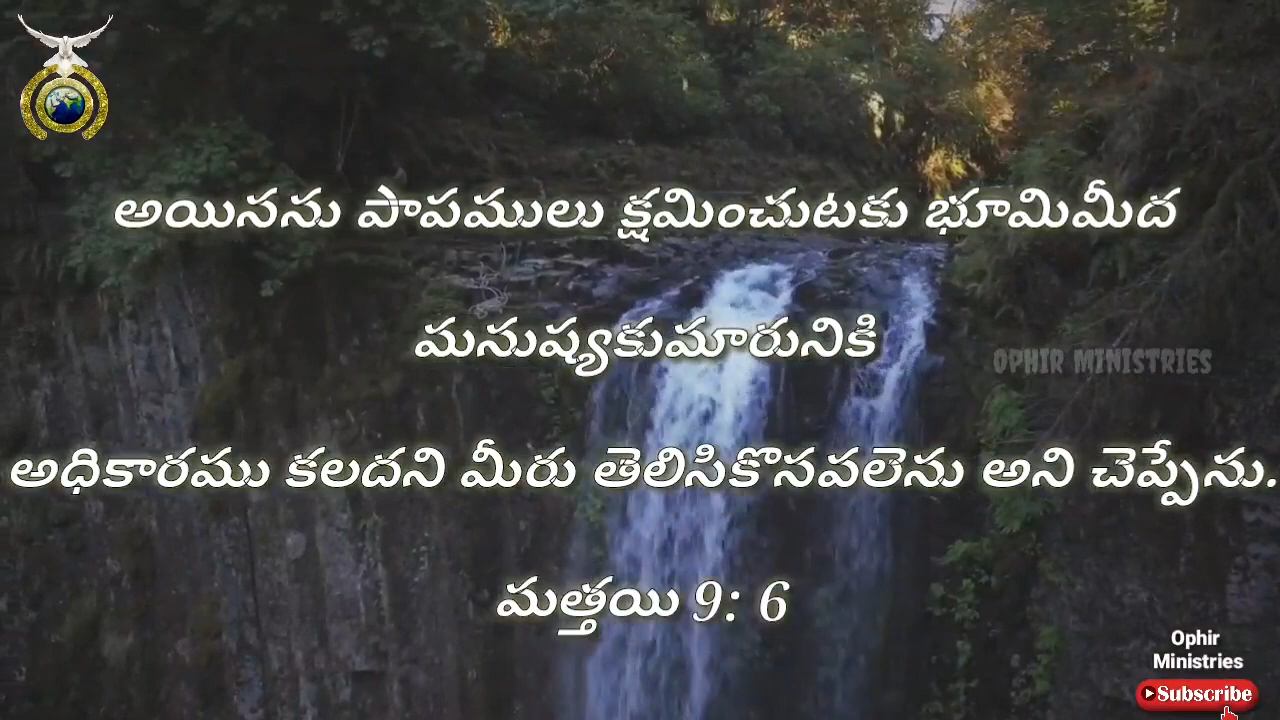 అయినను పాపములు క్షమించుటకు భూమిమీద
మనుష్యకుమారునికి
OPHIR MINISTRIES
అధికారము కలదని మీరు తెలిసికొనవలెను అని చెప్పేను.
మత్తయి 9: 6
Ophir
Ministries
Subscribe